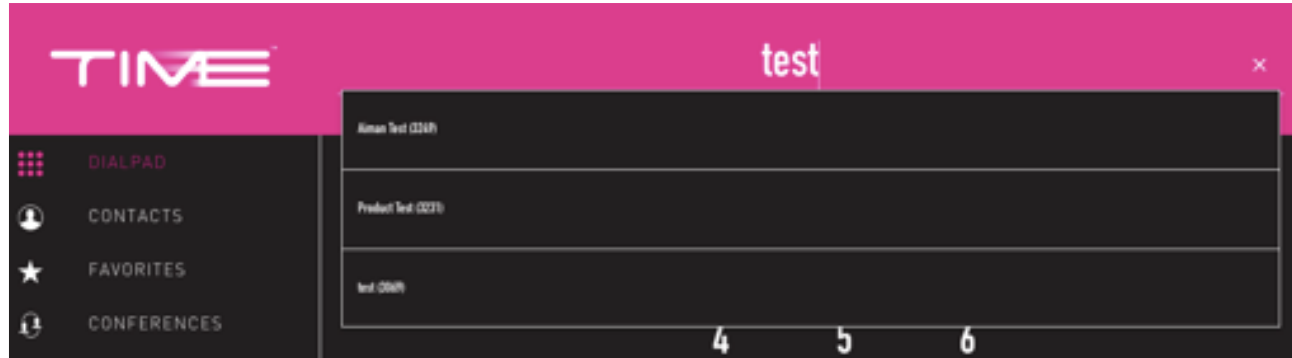 TIME
test
×
Aiman Test (3269)
Product Test (3231)
test (3069)
DIALPAD
CONTACTS
FAVORITES
CONFERENCES
4 5 6